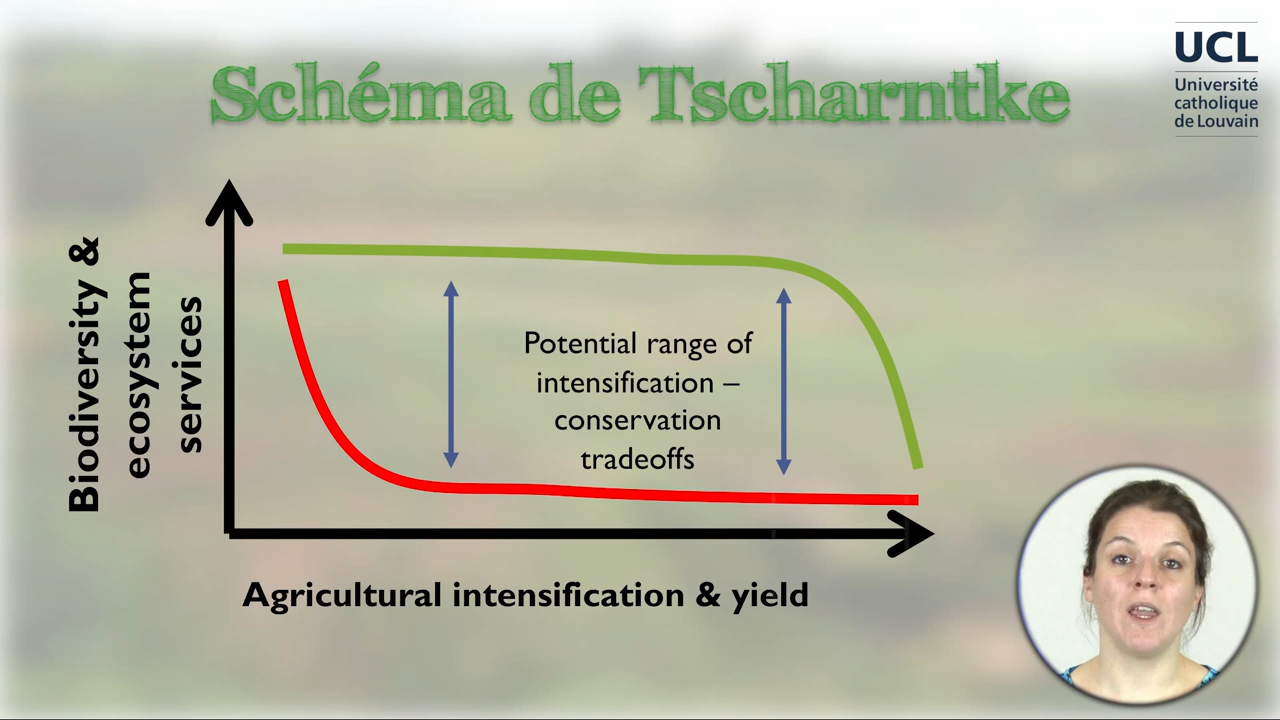 Schéma de Tscharntke
UCL
Université
catholique
de Louvain
Biodiversity &
ecosystem
services
Potential range of
intensification –
conservation
tradeoffs
Agricultural intensification & yield